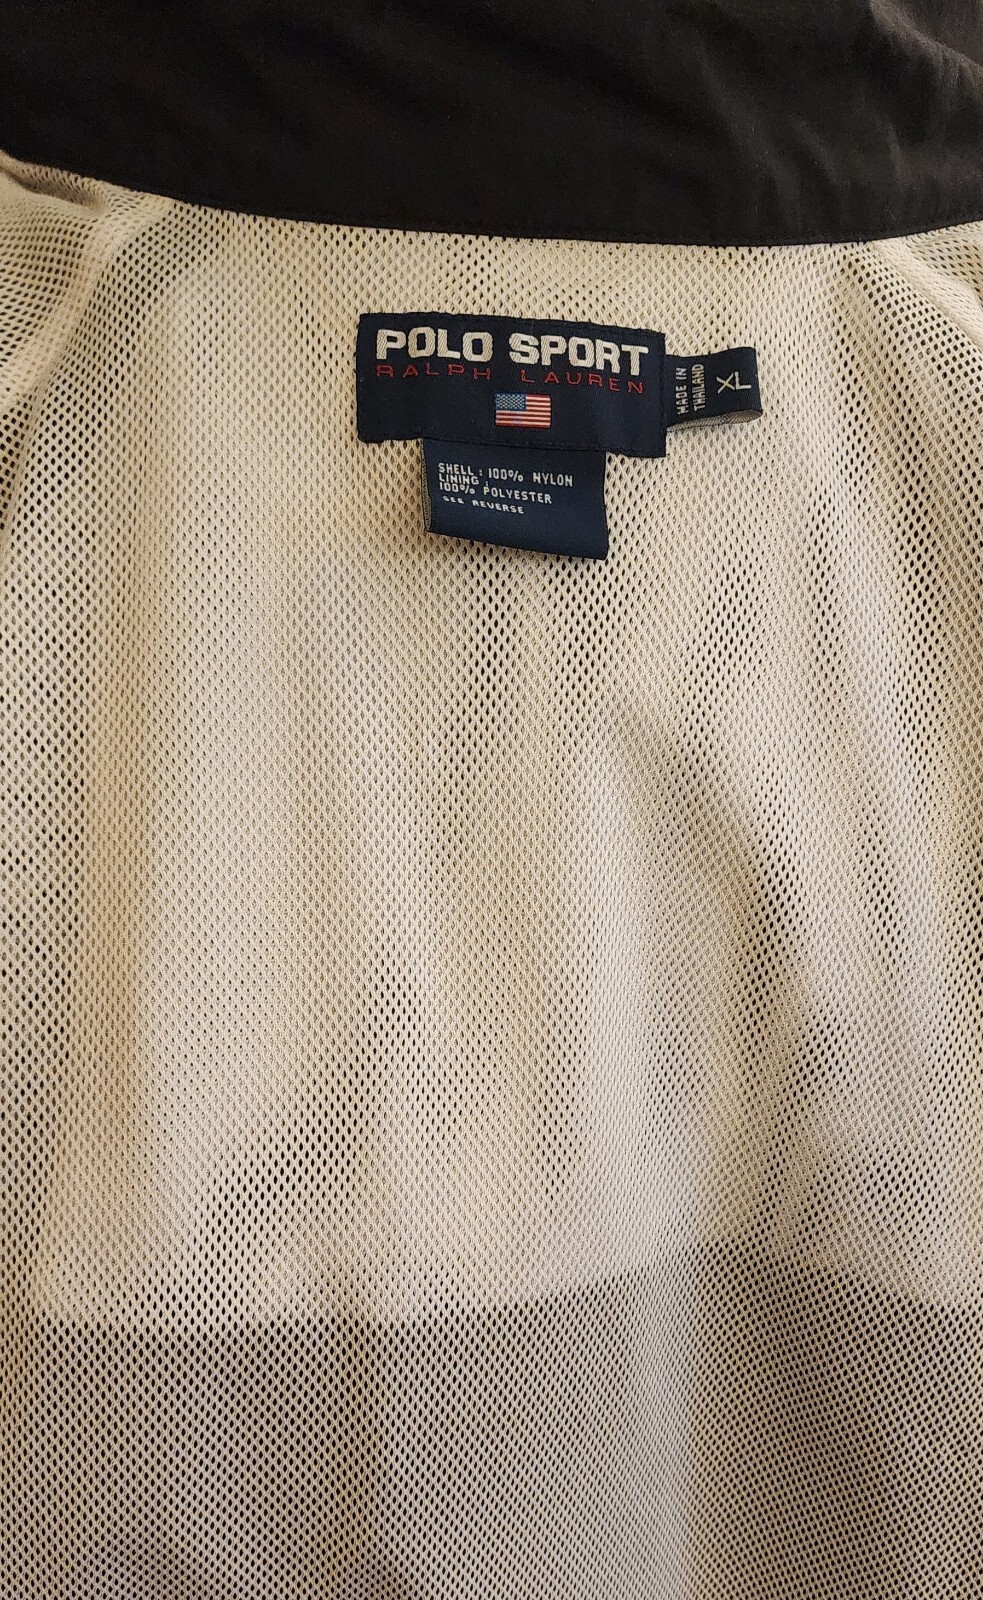 POLO SPORT
RALPH LAUREN
MADE IN
THAILAND
XL
SHELL : 100% NYLON
LINING :
100% POLYESTER
SEE REVERSE